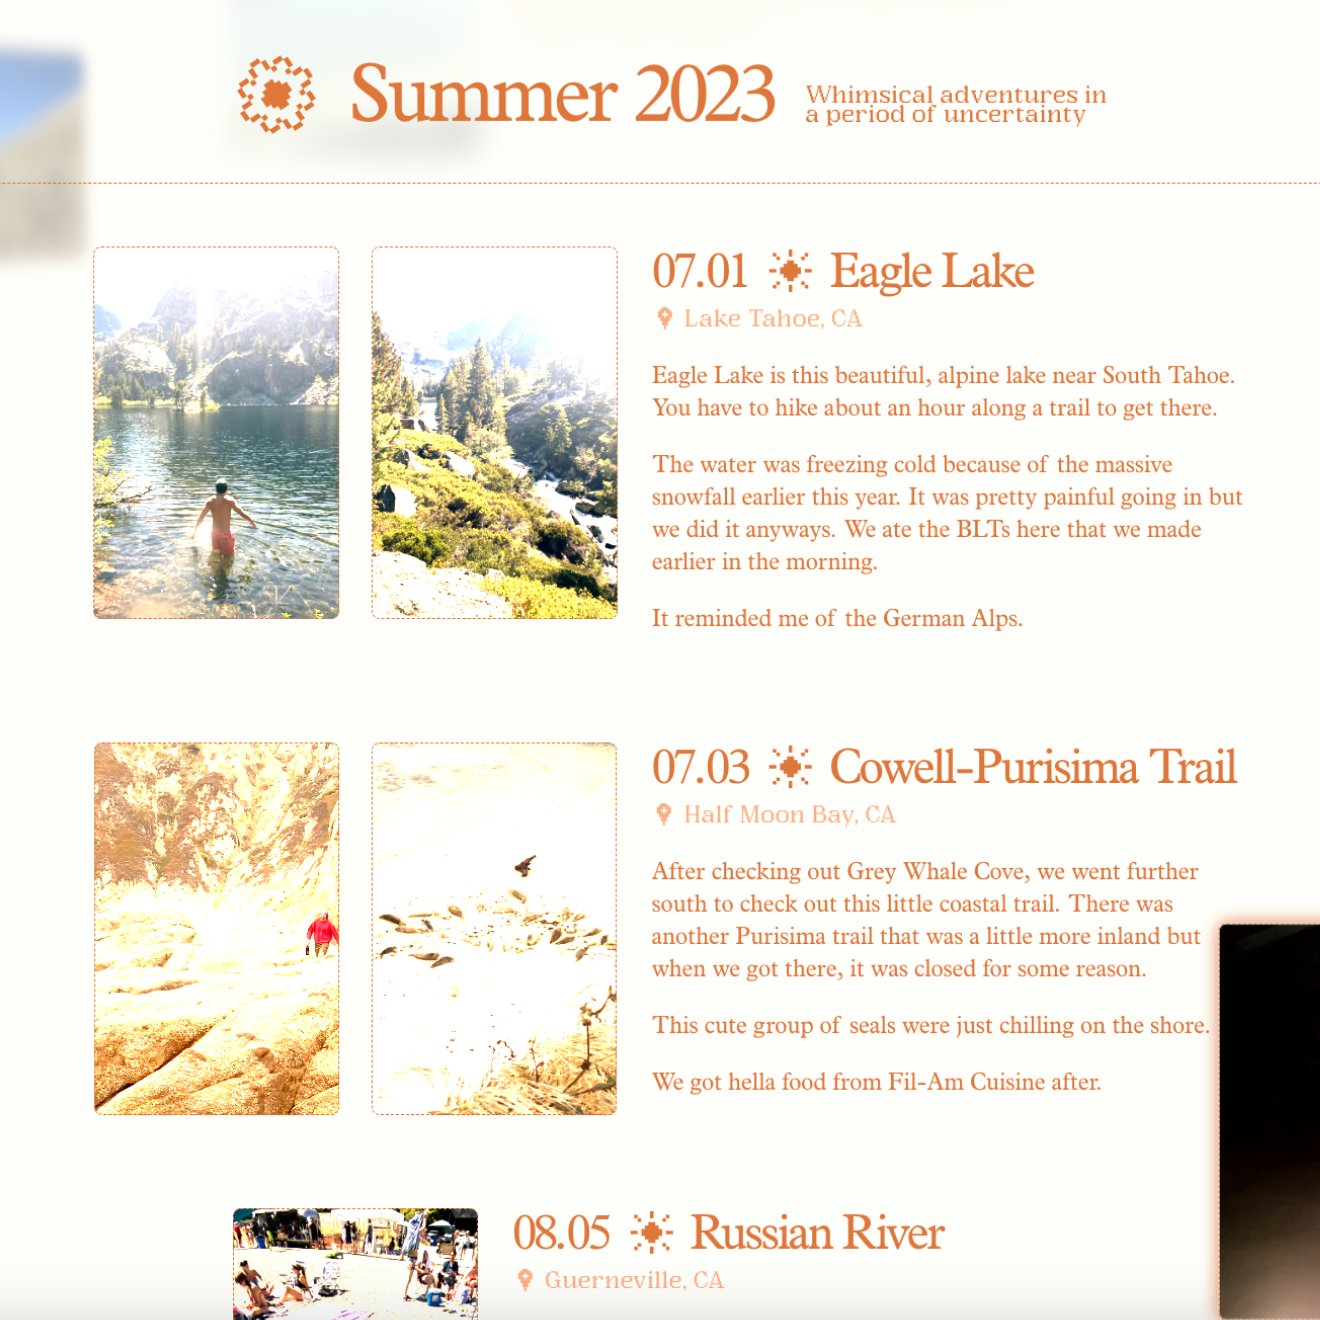 Summer 2023
Whimsical adventures in
a period of uncertainty
07.01 Eagle Lake
Lake Tahoe, CA
Eagle Lake is this beautiful, alpine lake near South Tahoe.
You have to hike about an hour along a trail to get there.
The water was freezing cold because of the massive
snowfall earlier this year. It was pretty painful going in but
we did it anyways. We ate the BLTs here that we made
earlier in the morning.
It reminded me of the German Alps.
07.03 Cowell-Purisima Trail
Half Moon Bay, CA
After checking out Grey Whale Cove, we went further
south to check out this little coastal trail. There was
another Purisima trail that was a little more inland but
when we got there, it was closed for some reason.
This cute group of seals were just chilling on the shore.
We got hella food from Fil-Am Cuisine after.
08.05 Russian River
Guerneville, CA